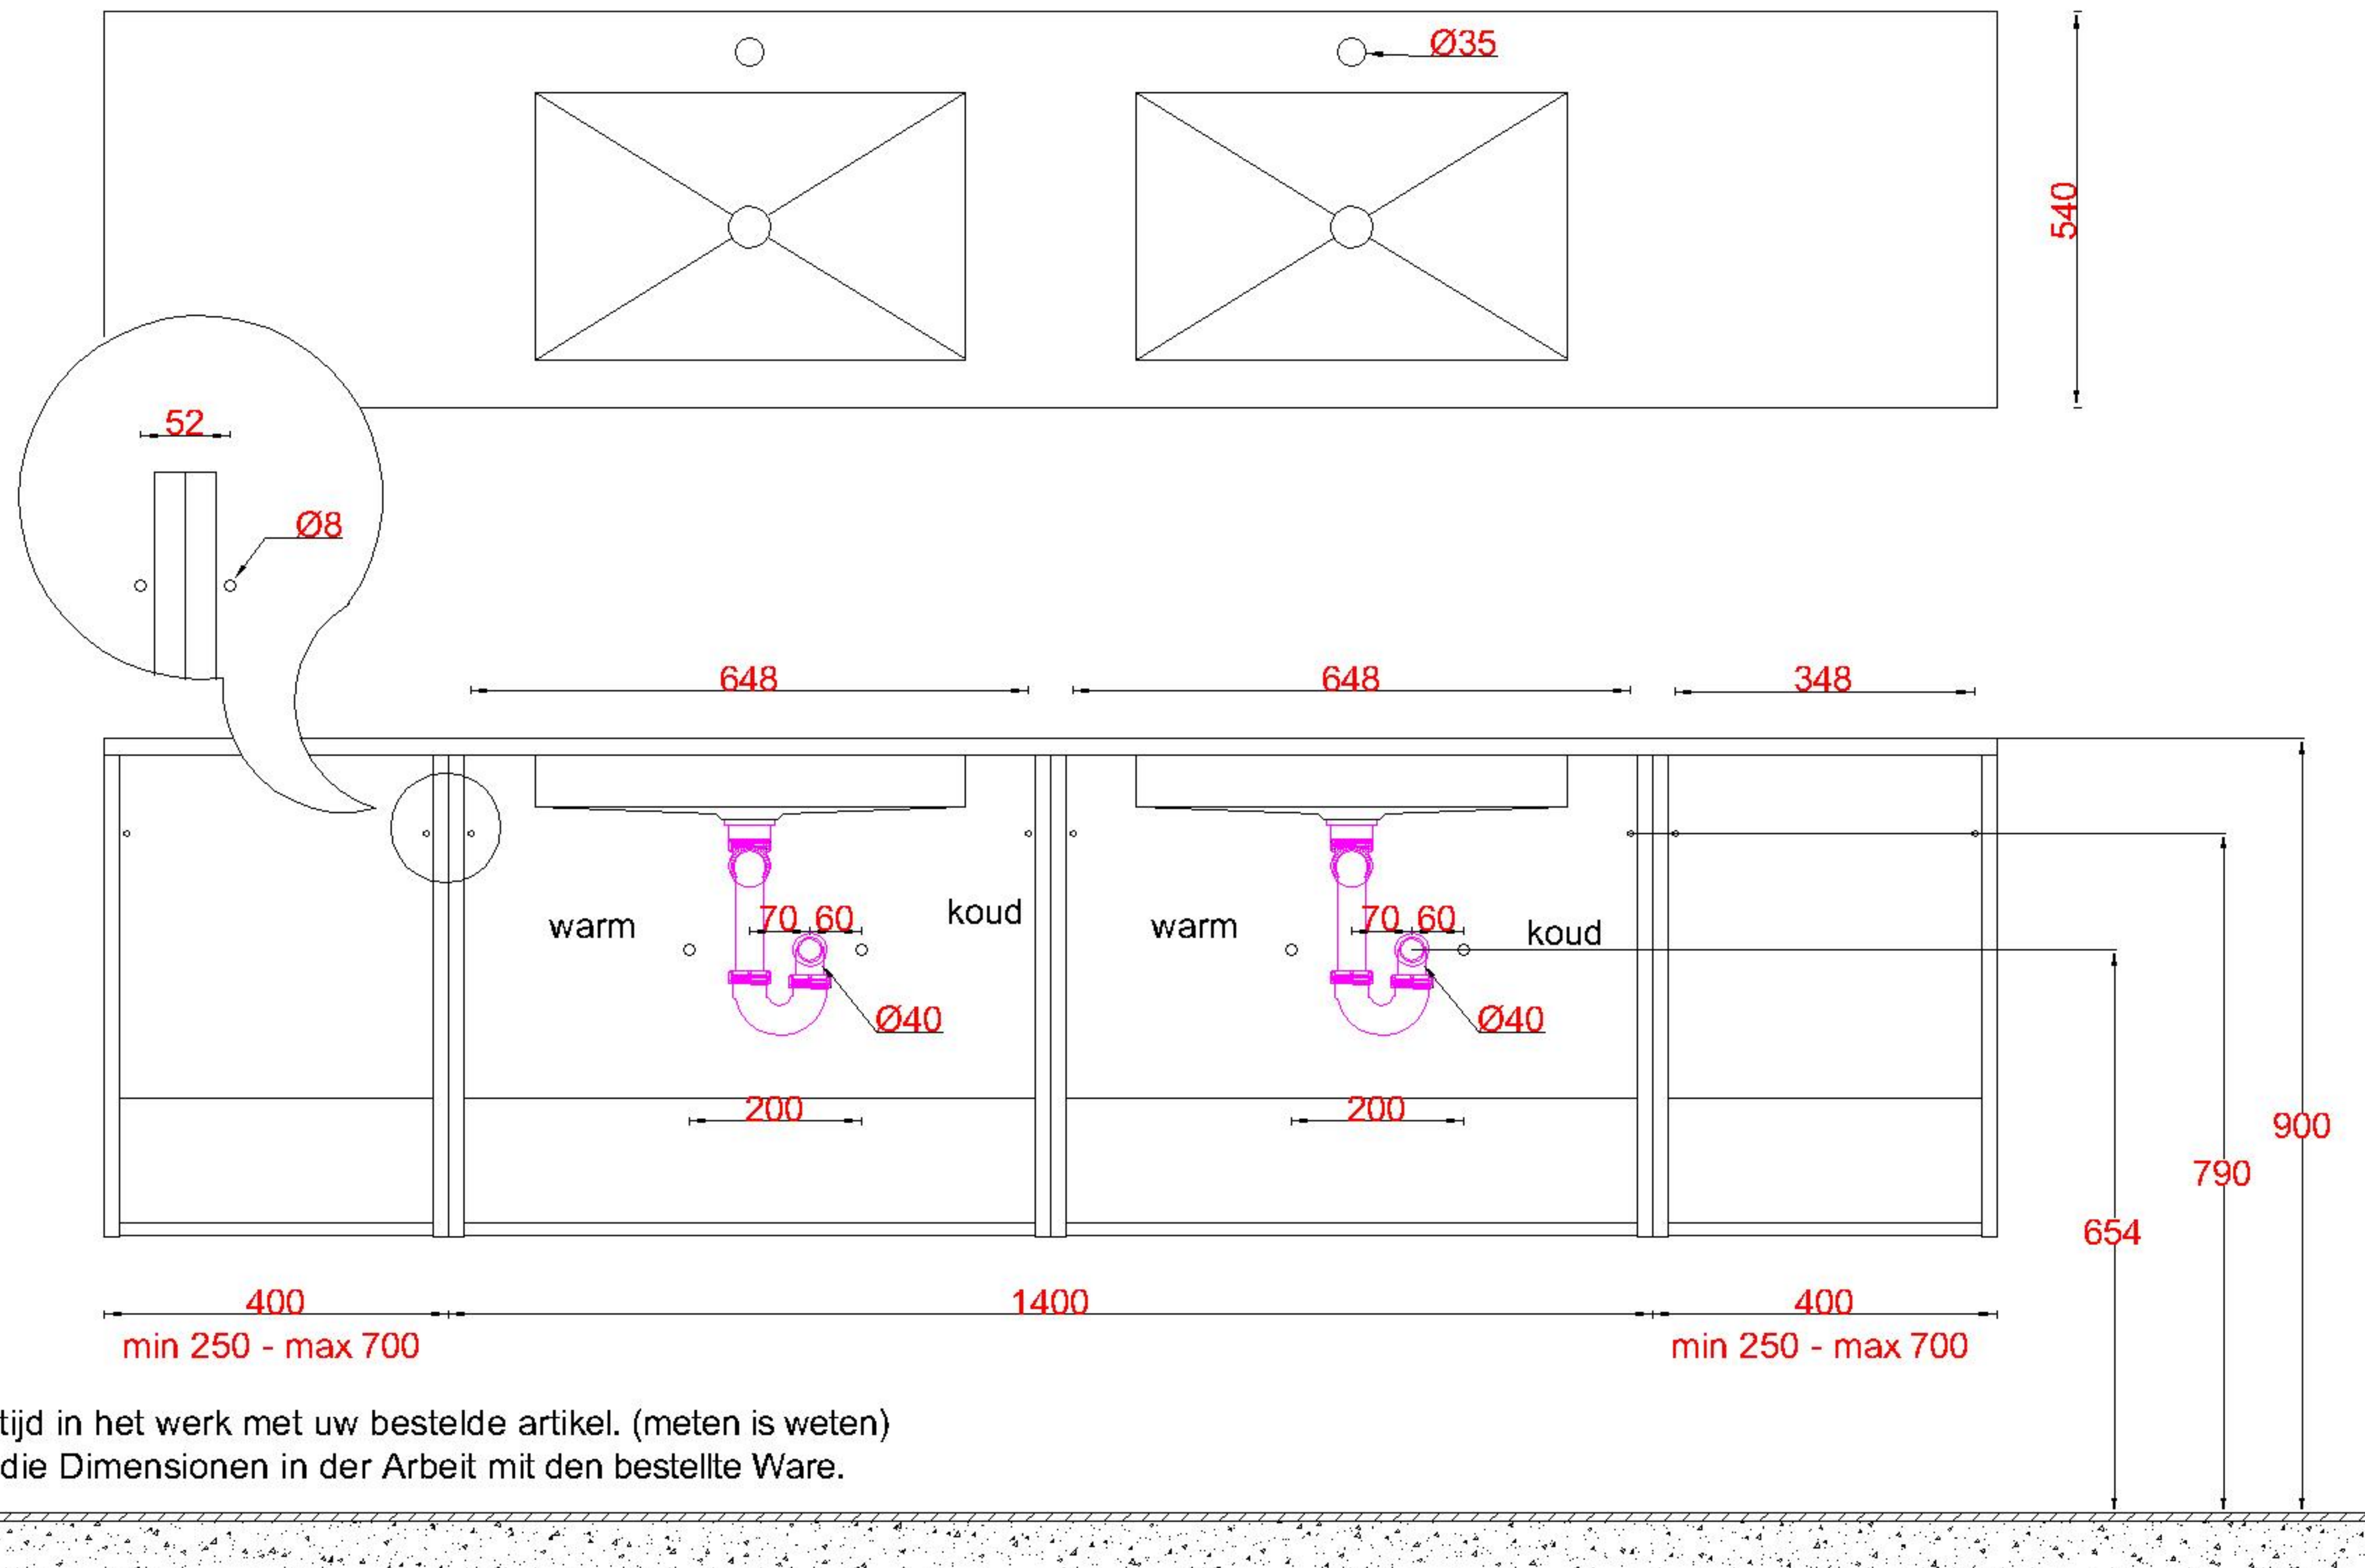 Ø35
540
52
Ø8
648
648
348
warm
70
60
koud
warm
70
60
koud
Ø40
Ø40
200
200
900
790
654
400
1400
400
min 250 - max 700
min 250 - max 700
tijd in het werk met uw bestelde artikel. (meten is weten)
die Dimensionen in der Arbeit mit den bestellte Ware.